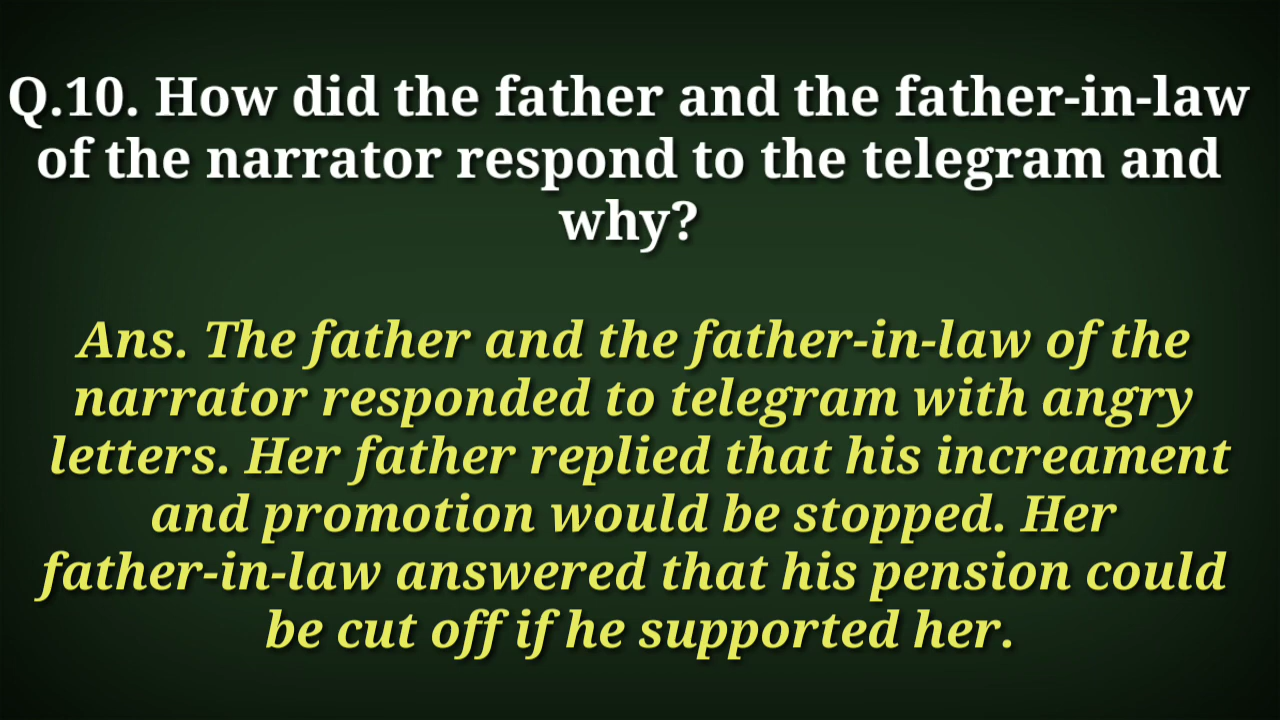 Q.10. How did the father and the father-in-law
of the narrator respond to the telegram and
why?
Ans. The father and the father-in-law of the
narrator responded to telegram with angry
letters. Her father replied that his increament
and promotion would be stopped. Her
father-in-law answered that his pension could
be cut off if he supported her.